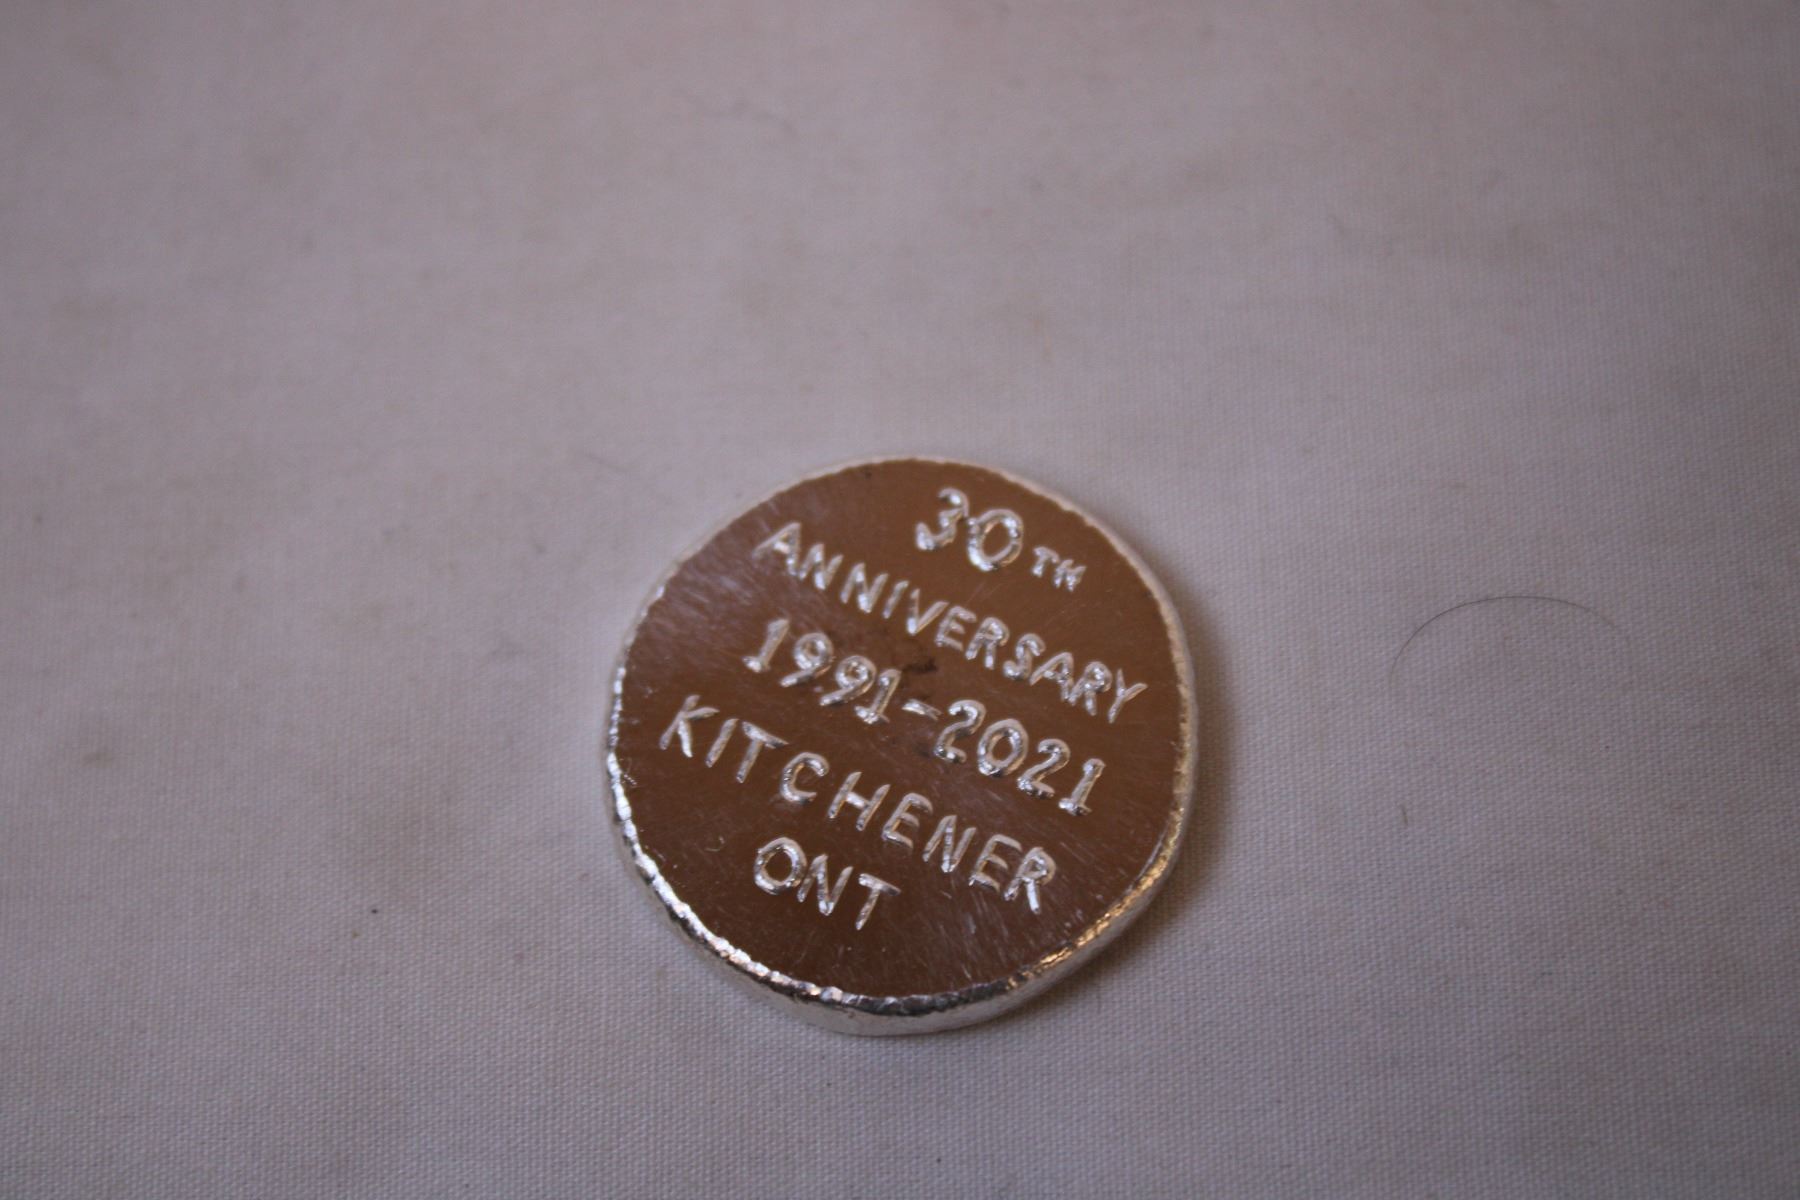 30TH
ANNIVERSARY
1991-2021
KITCHENER
ONT